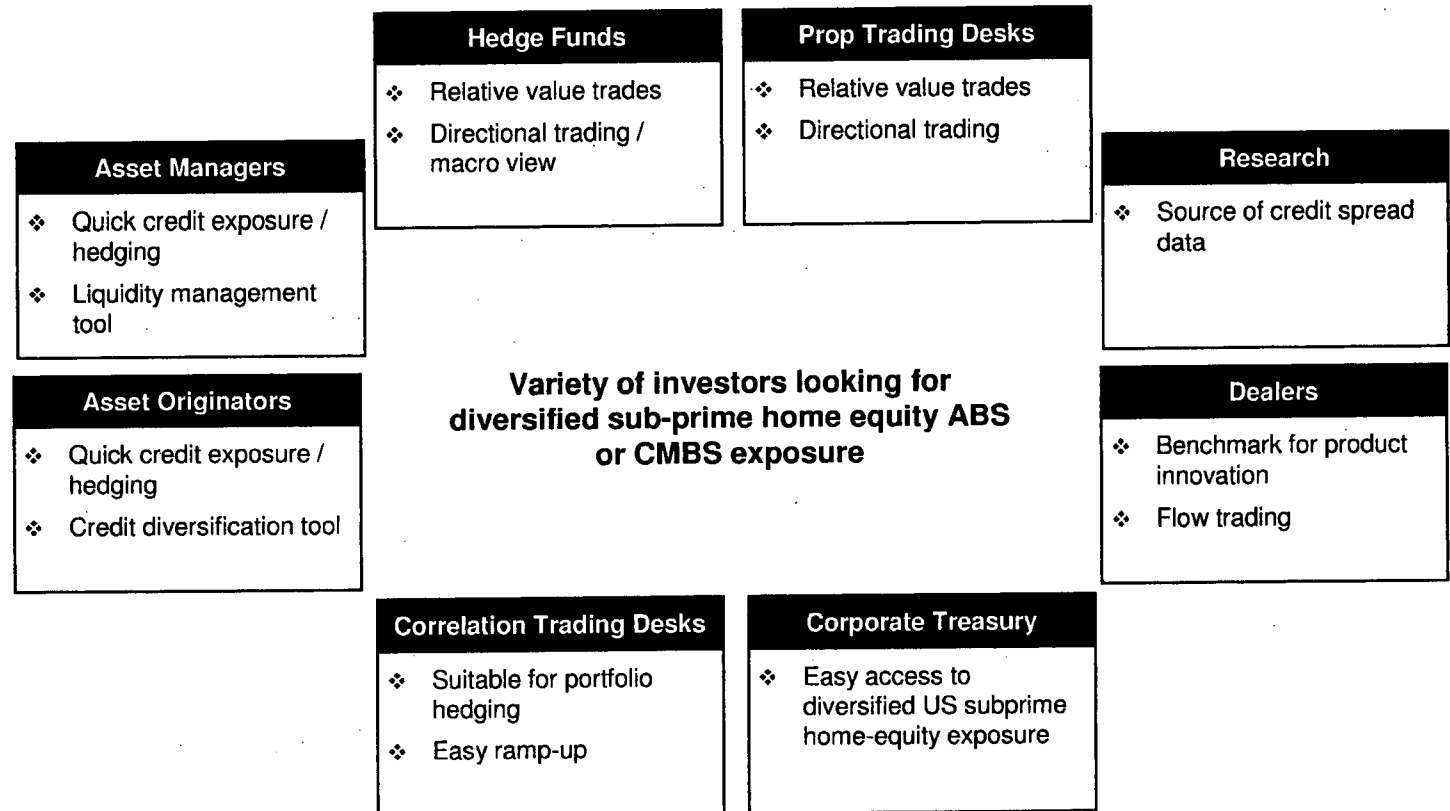 Hedge Funds
❖ Relative value trades
❖ Directional trading /
macro view
Prop Trading Desks
❖ Relative value trades
❖ Directional trading
Asset Managers
❖ Quick credit exposure /
hedging
❖ Liquidity management
tool
Research
❖ Source of credit spread
data
Variety of investors looking for
diversified sub-prime home equity ABS
or CMBS exposure
Asset Originators
❖ Quick credit exposure /
hedging
❖ Credit diversification tool
Dealers
❖ Benchmark for product
innovation
❖ Flow trading
Correlation Trading Desks
❖ Suitable for portfolio
hedging
❖ Easy ramp-up
Corporate Treasury
❖ Easy access to
diversified US subprime
home-equity exposure